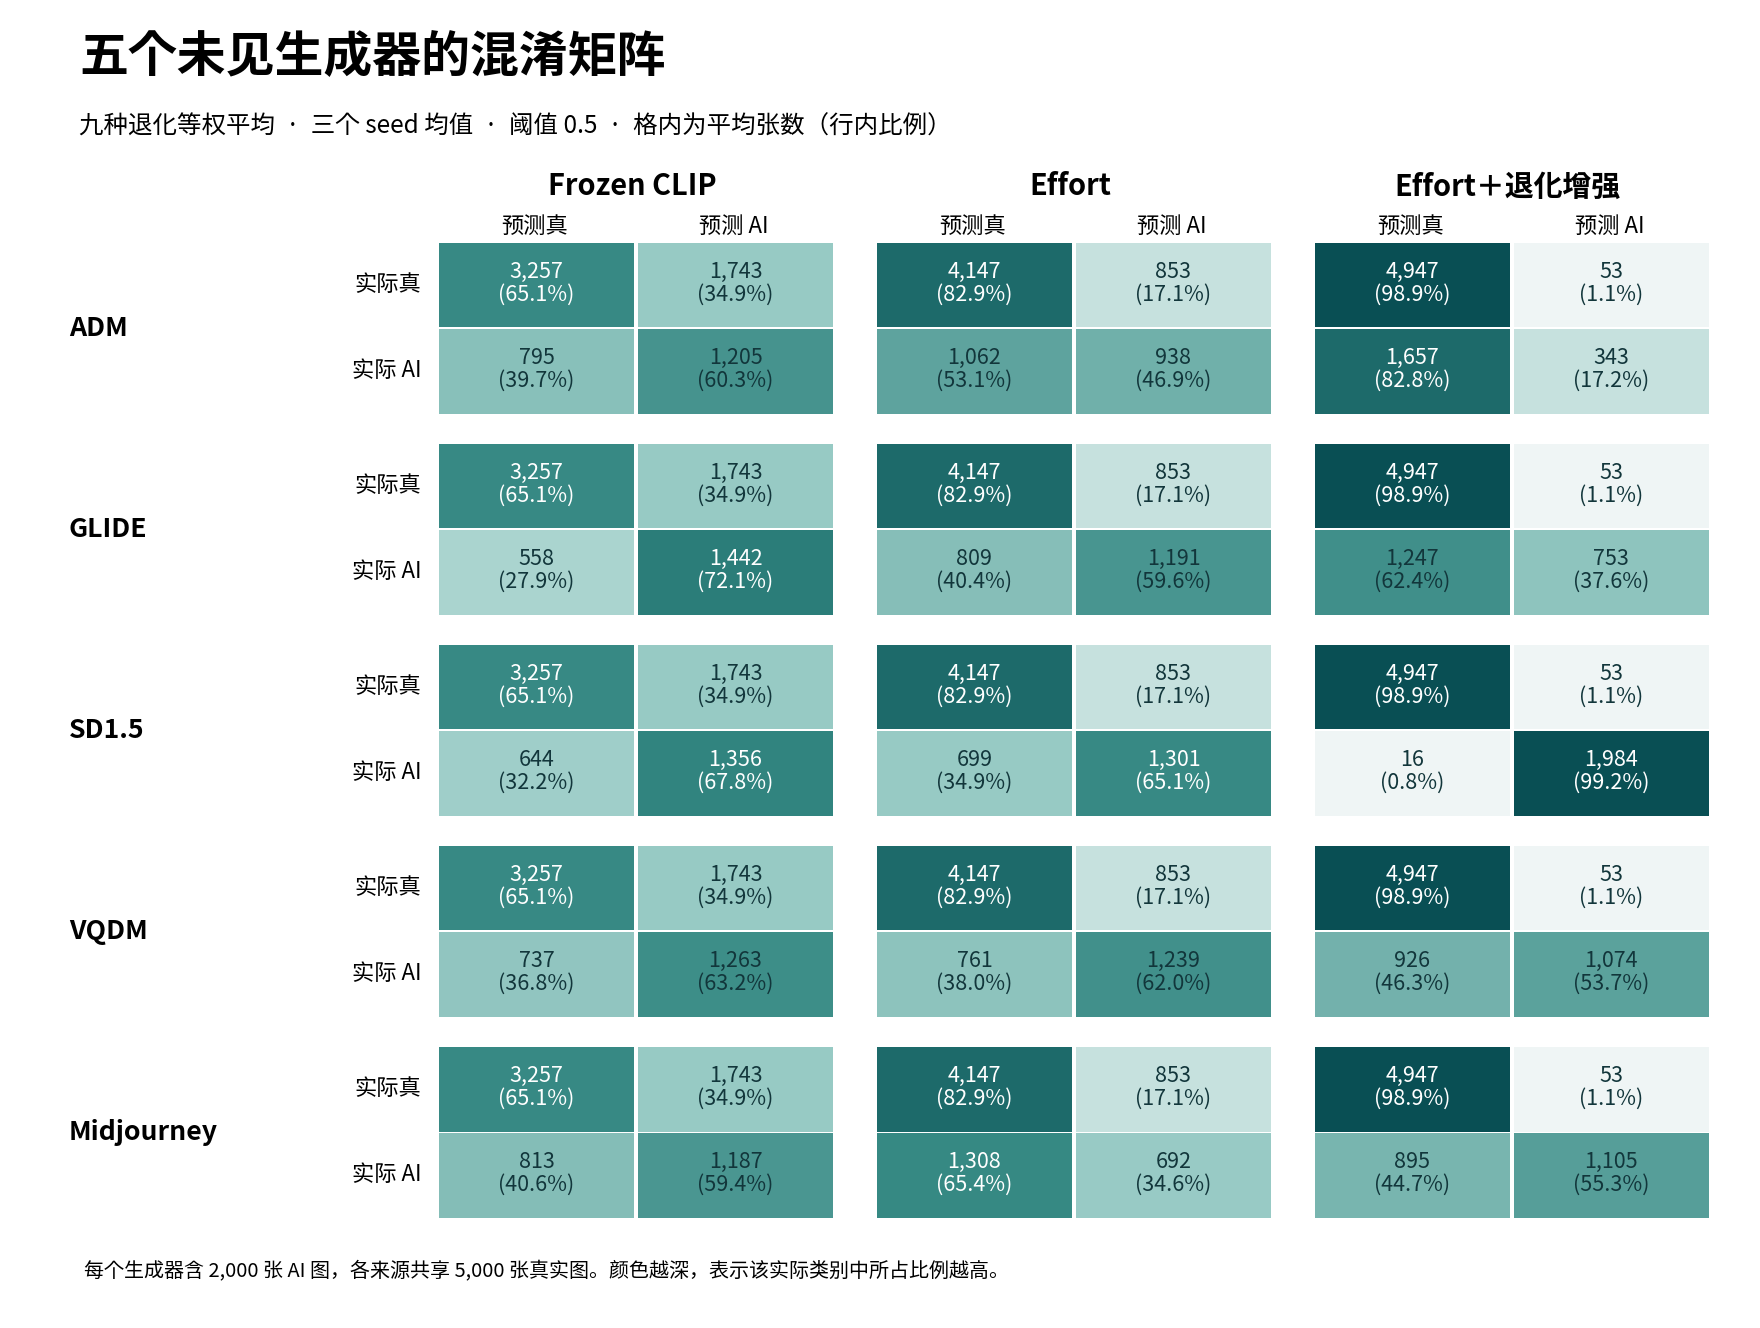 五个未见生成器的混淆矩阵
九种退化等权平均 · 三个 seed 均值 · 阈值 0.5 · 格内为平均张数（行内比例）
Frozen CLIP Effort Effort＋退化增强
预测真 预测 AI 预测真 预测 AI 预测真 预测 AI
ADM
实际真 3,257 1,743 4,147 853 4,947 53
(65.1%) (34.9%) (82.9%) (17.1%) (98.9%) (1.1%)
实际 AI 795 1,205 1,062 938 1,657 343
(39.7%) (60.3%) (53.1%) (46.9%) (82.8%) (17.2%)
GLIDE
实际真 3,257 1,743 4,147 853 4,947 53
(65.1%) (34.9%) (82.9%) (17.1%) (98.9%) (1.1%)
实际 AI 558 1,442 809 1,191 1,247 753
(27.9%) (72.1%) (40.4%) (59.6%) (62.4%) (37.6%)
SD1.5
实际真 3,257 1,743 4,147 853 4,947 53
(65.1%) (34.9%) (82.9%) (17.1%) (98.9%) (1.1%)
实际 AI 644 1,356 699 1,301 16 1,984
(32.2%) (67.8%) (34.9%) (65.1%) (0.8%) (99.2%)
VQDM
实际真 3,257 1,743 4,147 853 4,947 53
(65.1%) (34.9%) (82.9%) (17.1%) (98.9%) (1.1%)
实际 AI 737 1,263 761 1,239 926 1,074
(36.8%) (63.2%) (38.0%) (62.0%) (46.3%) (53.7%)
Midjourney
实际真 3,257 1,743 4,147 853 4,947 53
(65.1%) (34.9%) (82.9%) (17.1%) (98.9%) (1.1%)
实际 AI 813 1,187 1,308 692 895 1,105
(40.6%) (59.4%) (65.4%) (34.6%) (44.7%) (55.3%)
每个生成器含 2,000 张 AI 图，各来源共享 5,000 张真实图。颜色越深，表示该实际类别中所占比例越高。